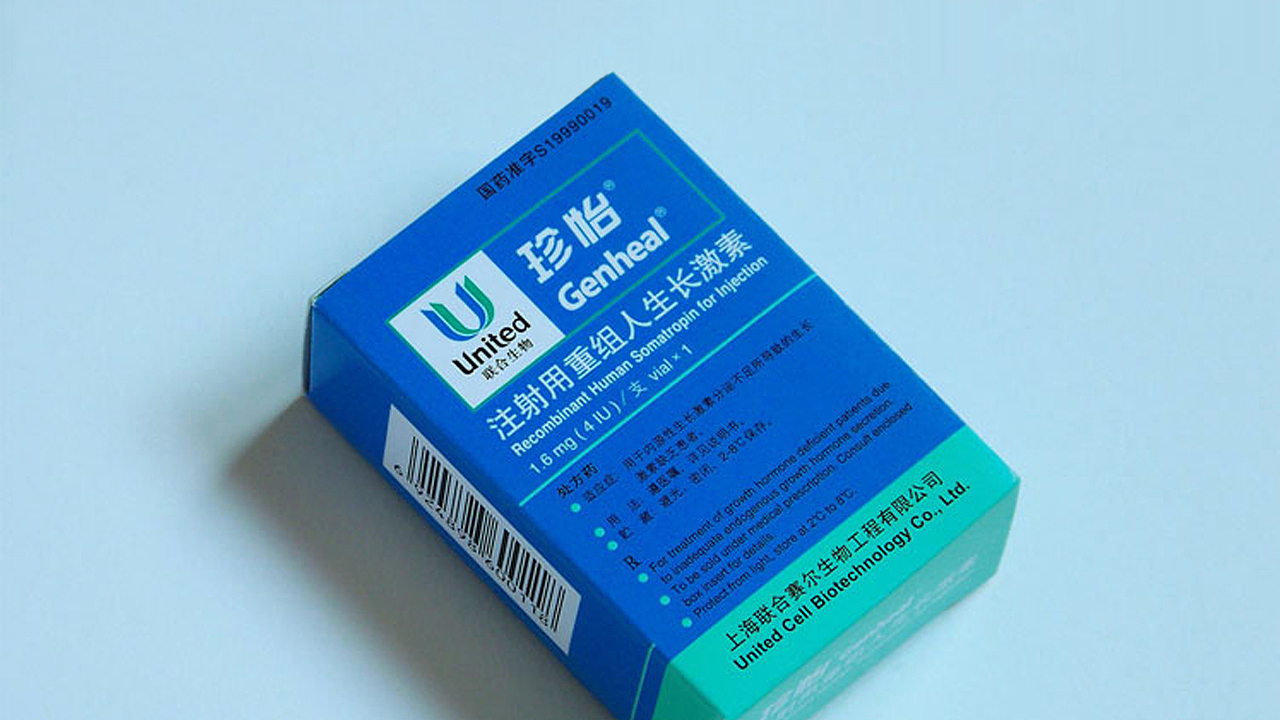 国药准字S19990019
珍怡®
Genheal®
United
联合生物
注射用重组人生长激素
Recombinant Human Somatropin for Injection
1.6 mg ( 4 IU ) / 支 vial × 1
处方药
适应症: 用于内源性生长激素分泌不足所导致的生长
激素缺乏患者。
用 法: 遵医嘱, 详见说明书。
贮 藏: 避光, 密闭, 2-8℃保存。
R
For treatment of growth hormone deficient patients due
to inadequate endogenous growth hormone secretion.
To be sold under medical prescription. Consult enclosed
box insert for details.
Protect from light, store at 2℃ to 8℃.
上海联合赛尔生物工程有限公司
United Cell Biotechnology Co., Ltd.